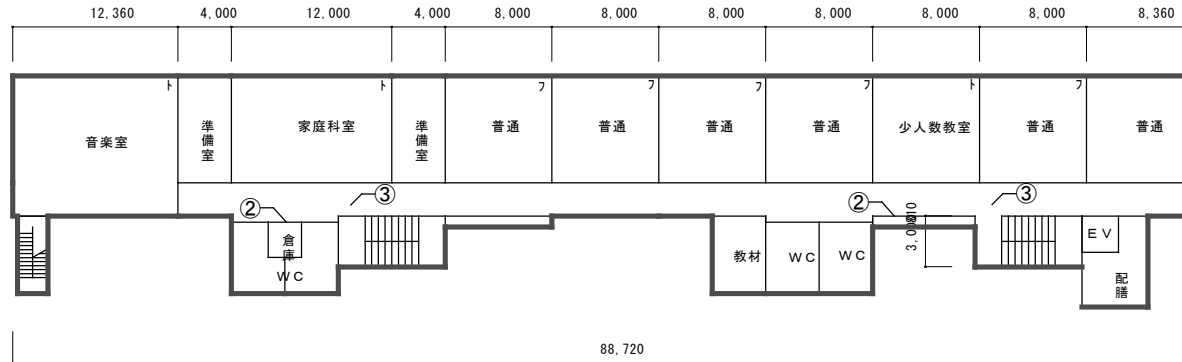 12,360 4,000 12,000 4,000 8,000 8,000 8,000 8,000 8,000 8,000 8,360
ト ト フ フ フ フ ト フ
音楽室 準備室 家庭科室 準備室 普通 普通 普通 普通 少人数教室 普通 普通
③ ③
② ②
倉庫
WC
教材 WC WC
EV
配膳
88,720